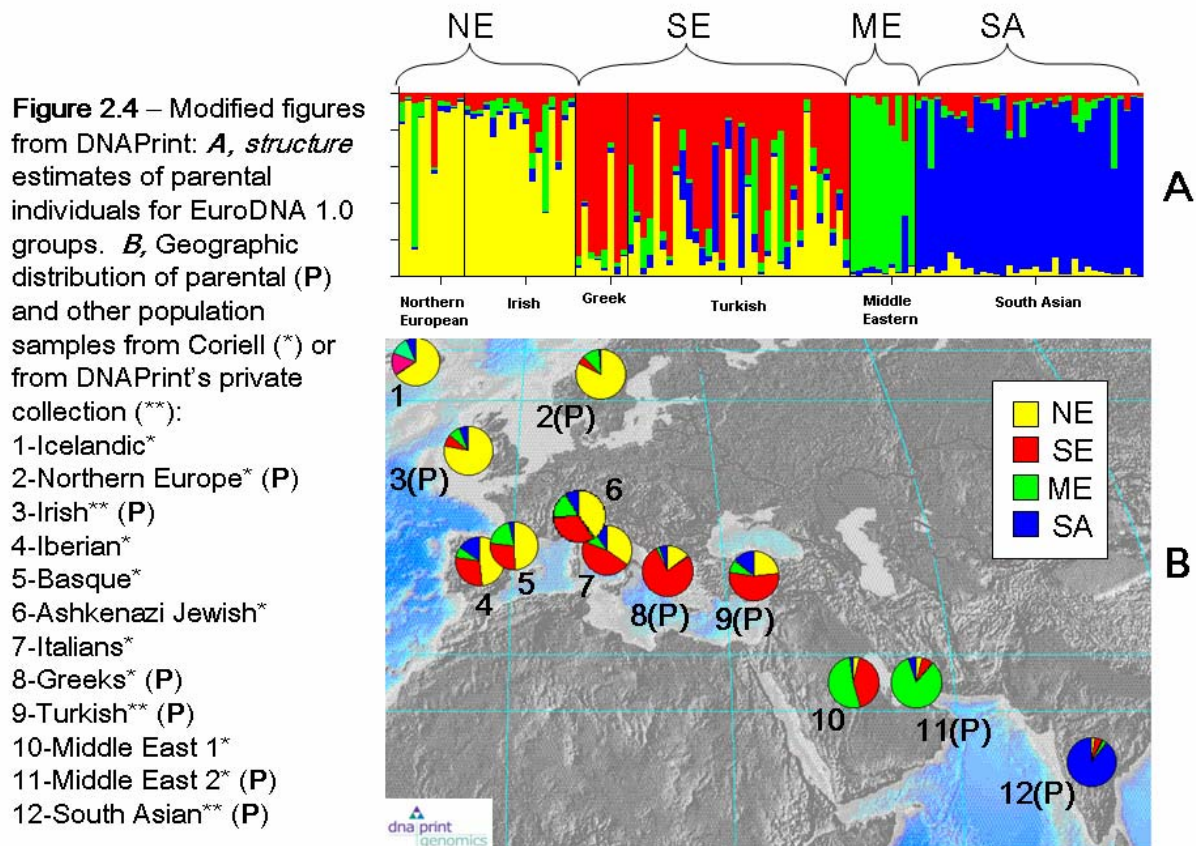 Figure 2.4 – Modified figures
from DNAPrint: A, structure
estimates of parental
individuals for EuroDNA 1.0
groups. B, Geographic
distribution of parental (P)
and other population
samples from Coriell (*) or
from DNAPrint's private
collection (**):
1-Icelandic*
2-Northern Europe* (P)
3-Irish** (P)
4-Iberian*
5-Basque*
6-Ashkenazi Jewish*
7-Italians*
8-Greeks* (P)
9-Turkish** (P)
10-Middle East 1*
11-Middle East 2* (P)
12-South Asian** (P)
NE SE ME SA
A
Northern
European
Irish
Greek
Turkish
Middle
Eastern
South Asian
1
2(P)
3(P)
4
5
6
7
8(P)
9(P)
10
11(P)
12(P)
NE
SE
ME
SA
B
dna print
genomics